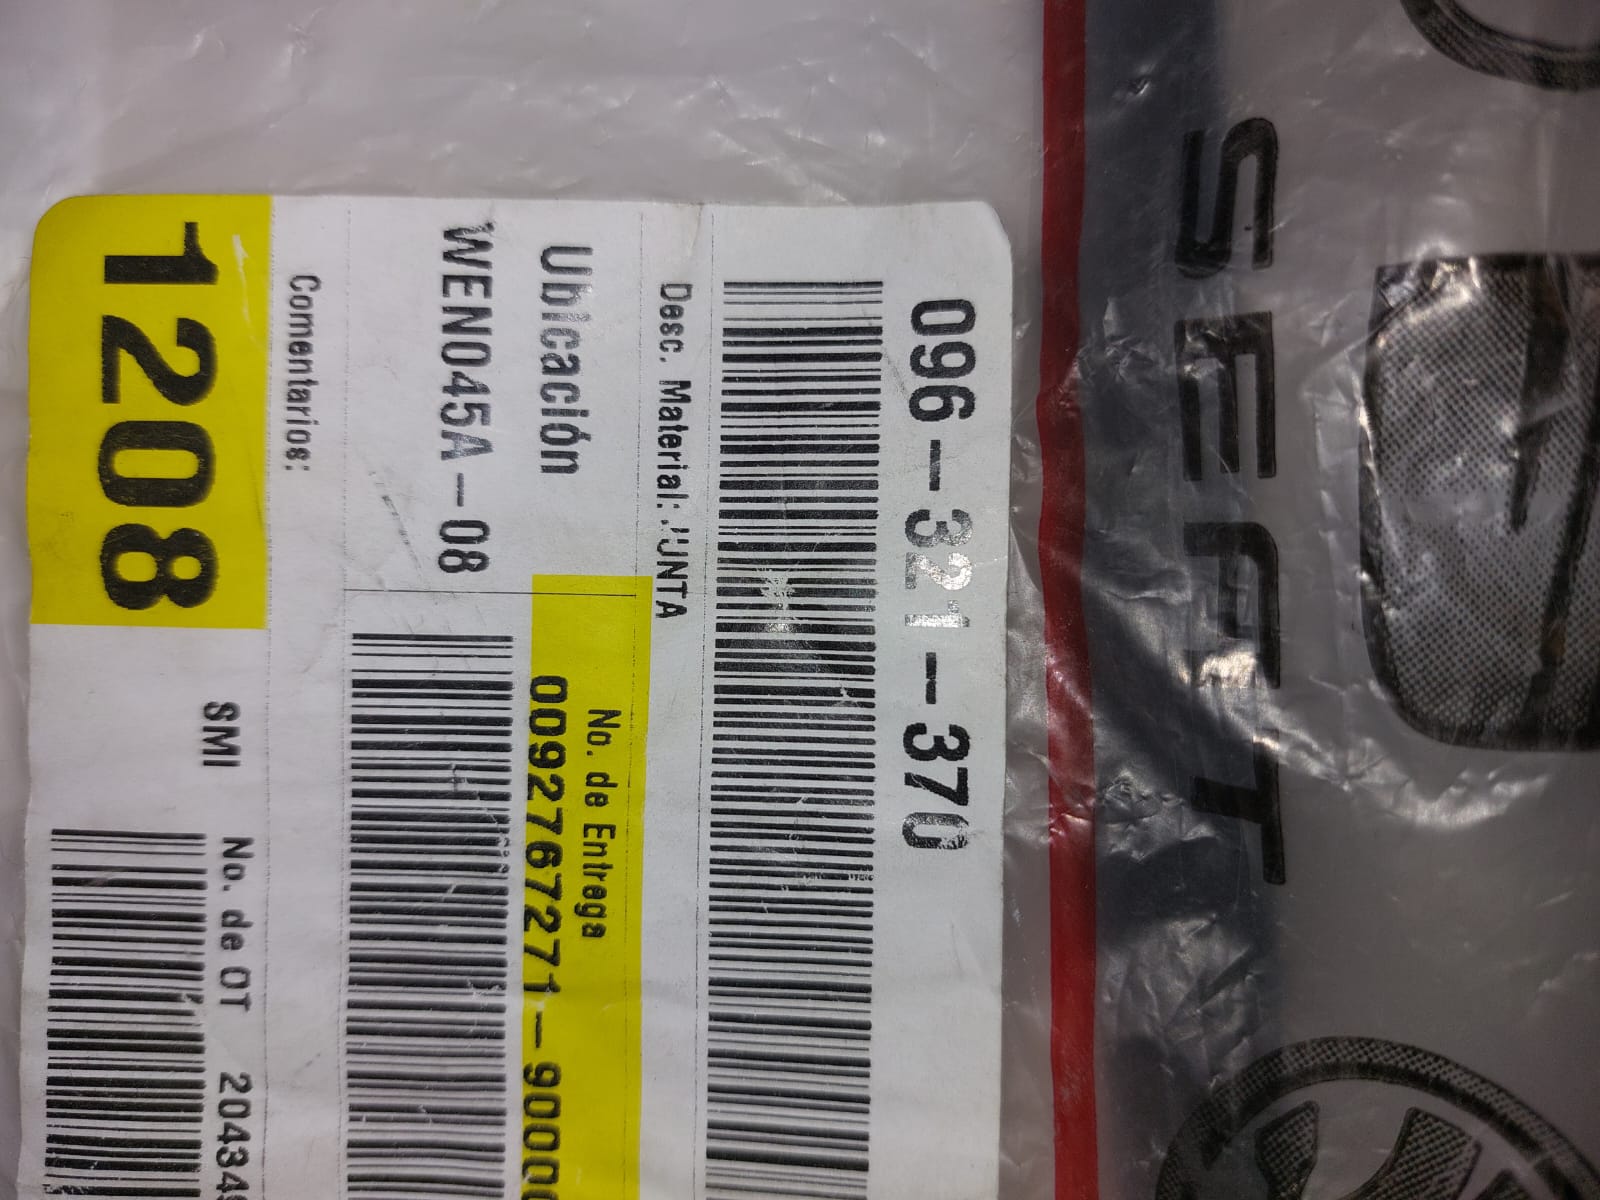 SEAT
096-321-370
Desc. Material: JUNTA
Ubicación
WEN045A-08
No. de Entrega
0092767271-9000
Comentarios:
1208
SMI
No. de OT 20434